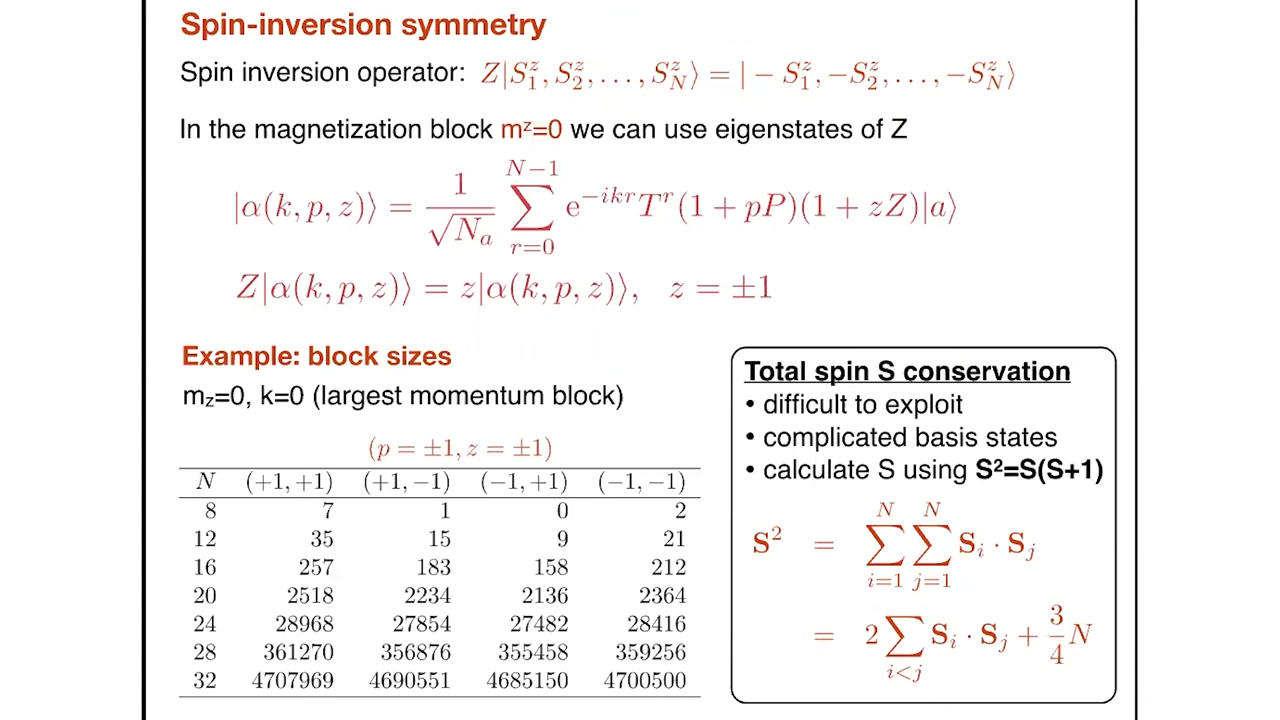 Spin-inversion symmetry
Spin inversion operator: Z|S₁ᶻ, S₂ᶻ, . . . , S_Nᶻ⟩ = | − S₁ᶻ, −S₂ᶻ, . . . , −S_Nᶻ⟩
In the magnetization block mᶻ=0 we can use eigenstates of Z
|α(k, p, z)⟩ = 1/√Nₐ ∑_{r=0}^{N−1} e^{−ikr} Tʳ(1 + pP)(1 + zZ)|a⟩
Z|α(k, p, z)⟩ = z|α(k, p, z)⟩, z = ±1
Example: block sizes
m_z=0, k=0 (largest momentum block)
(p = ±1, z = ±1)
N (+1, +1) (+1, −1) (−1, +1) (−1, −1)
8 7 1 0 2
12 35 15 9 21
16 257 183 158 212
20 2518 2234 2136 2364
24 28968 27854 27482 28416
28 361270 356876 355458 359256
32 4707969 4690551 4685150 4700500
Total spin S conservation
• difficult to exploit
• complicated basis states
• calculate S using S²=S(S+1)
S² = ∑_{i=1}^{N} ∑_{j=1}^{N} S_i · S_j
= 2 ∑_{i<j} S_i · S_j + 3/4 N